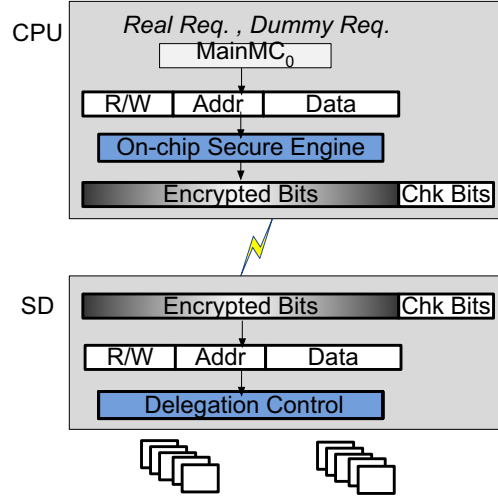 CPU
Real Req. , Dummy Req.
MainMC0
R/W Addr Data
On-chip Secure Engine
Encrypted Bits Chk Bits
SD
Encrypted Bits Chk Bits
R/W Addr Data
Delegation Control